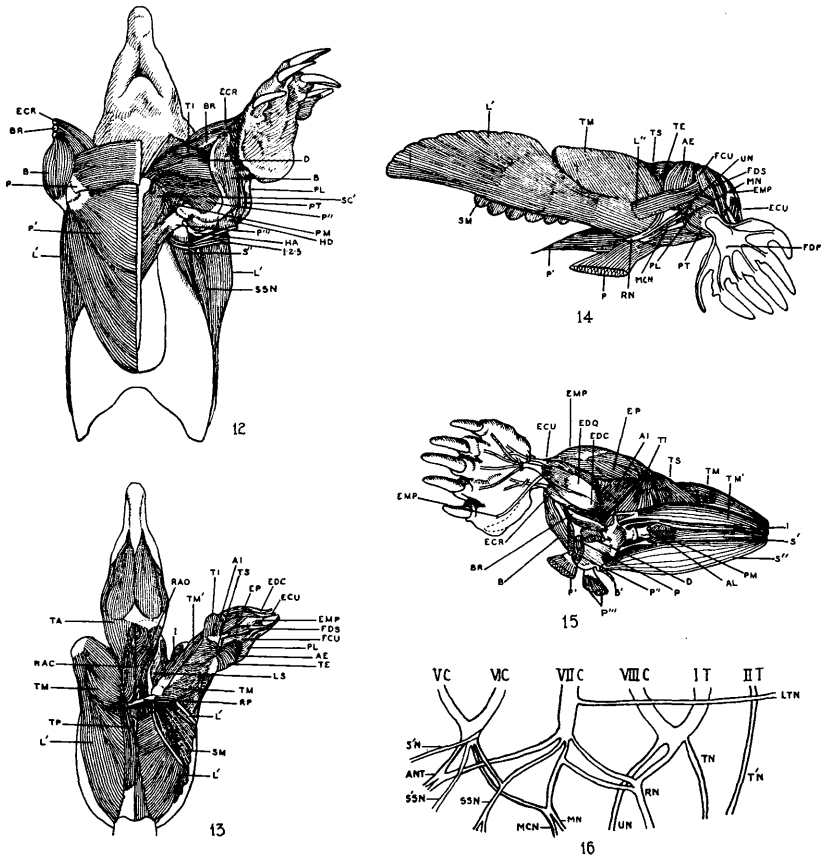 ECR
BR
B
P
P'
L'
TI
BR
ECR
D
B
PL
SC'
PT
P''
PM
P'''
HD
HA
1·2·5
S''
L'
SSN
12
L'
TM
L''
TS
TE
AE
FCU
UN
FDS
MN
EMP
ECU
FDP
SM
P'
P
RN
MCN
PL
PT
14
EMP
ECU
EDQ
EDC
EP
AI
TI
TS
TM
TM'
I
S'
S''
PM
AL
D
P
P''
B'
P'''
P'
B
BR
ECR
EMP
15
TA
RAC
TM
TP
L'
RAO
I
TM'
TI
TS
AI
EP
EDC
ECU
EMP
FDS
FCU
PL
AE
TE
LS
TM
RP
L'
SM
L'
13
VC VIC VIIC VIIIC IT IIT
LTN
S'N
ANT
S'SN
SSN
MCN
MN
UN
RN
TN
T'N
16